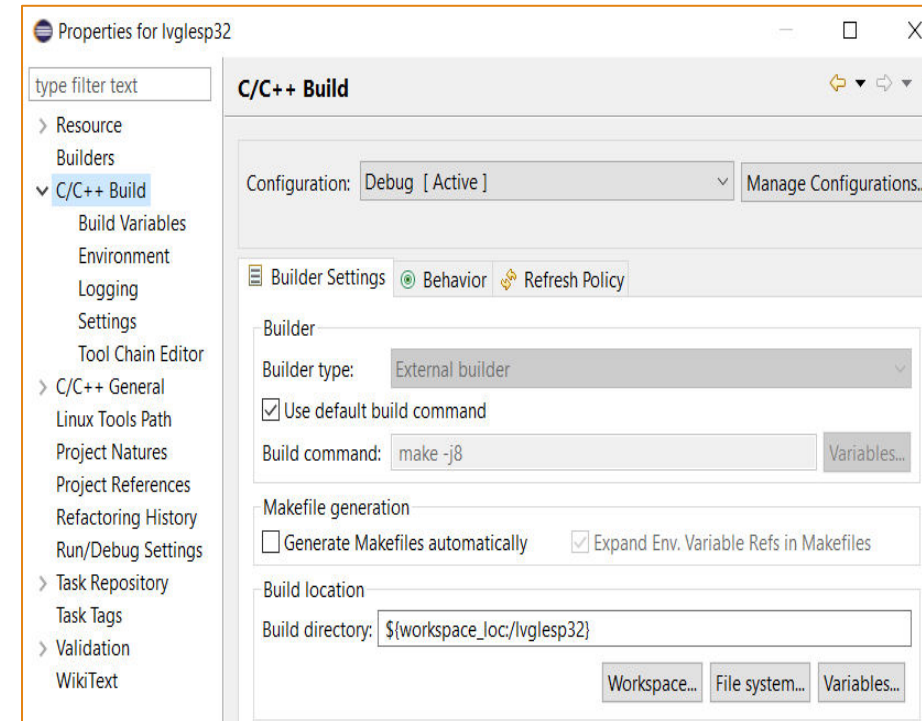 Properties for lvglesp32
type filter text
C/C++ Build
Resource
Builders
C/C++ Build
Build Variables
Environment
Logging
Settings
Tool Chain Editor
C/C++ General
Linux Tools Path
Project Natures
Project References
Refactoring History
Run/Debug Settings
Task Repository
Task Tags
Validation
WikiText
Configuration: Debug [ Active ] Manage Configurations..
Builder Settings Behavior Refresh Policy
Builder
Builder type: External builder
Use default build command
Build command: make -j8 Variables...
Makefile generation
Generate Makefiles automatically Expand Env. Variable Refs in Makefiles
Build location
Build directory: ${workspace_loc:/lvglesp32}
Workspace... File system... Variables...